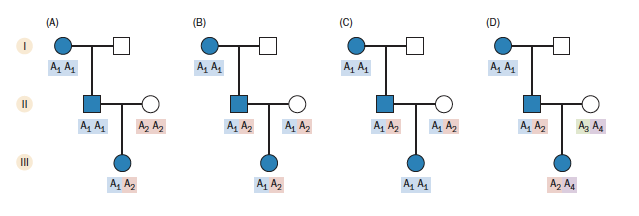 (A) (B) (C) (D)
I
A₁ A₁ A₁ A₁ A₁ A₁ A₁ A₁
II
A₁ A₁ A₂ A₂ A₁ A₂ A₁ A₂ A₁ A₂ A₁ A₂ A₁ A₂ A₃ A₄
III
A₁ A₂ A₁ A₂ A₁ A₁ A₂ A₄